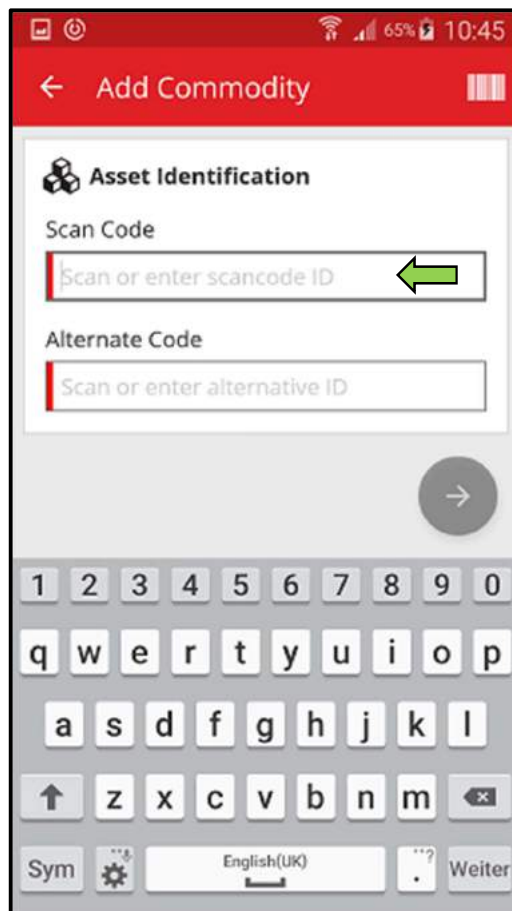 65% 10:45
Add Commodity
Asset Identification
Scan Code
Scan or enter scancode ID
Alternate Code
Scan or enter alternative ID
1 2 3 4 5 6 7 8 9 0
q w e r t y u i o p
a s d f g h j k l
z x c v b n m
Sym English(UK) . ? Weiter